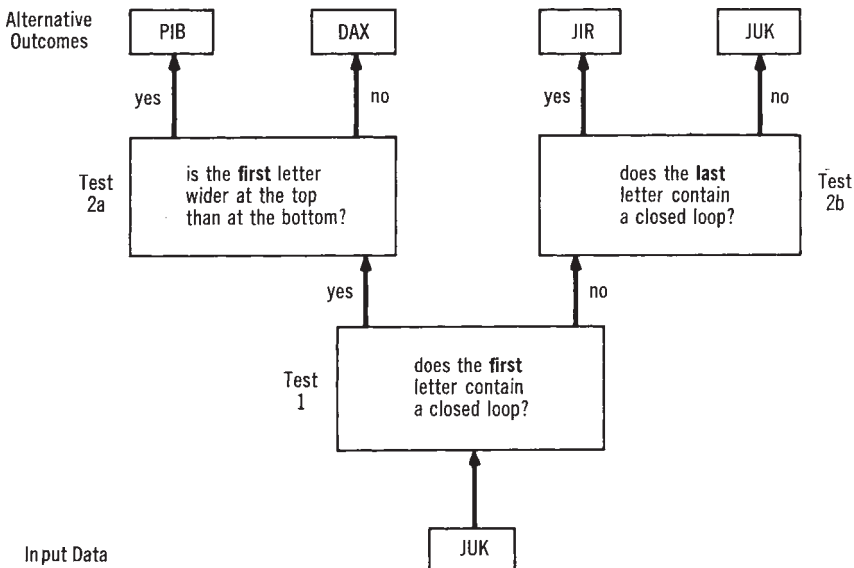 Alternative
Outcomes
PIB
DAX
JIR
JUK
yes
no
yes
no
Test
2a
is the first letter
wider at the top
than at the bottom?
does the last
letter contain
a closed loop?
Test
2b
yes
no
Test
1
does the first
letter contain
a closed loop?
Input Data
JUK